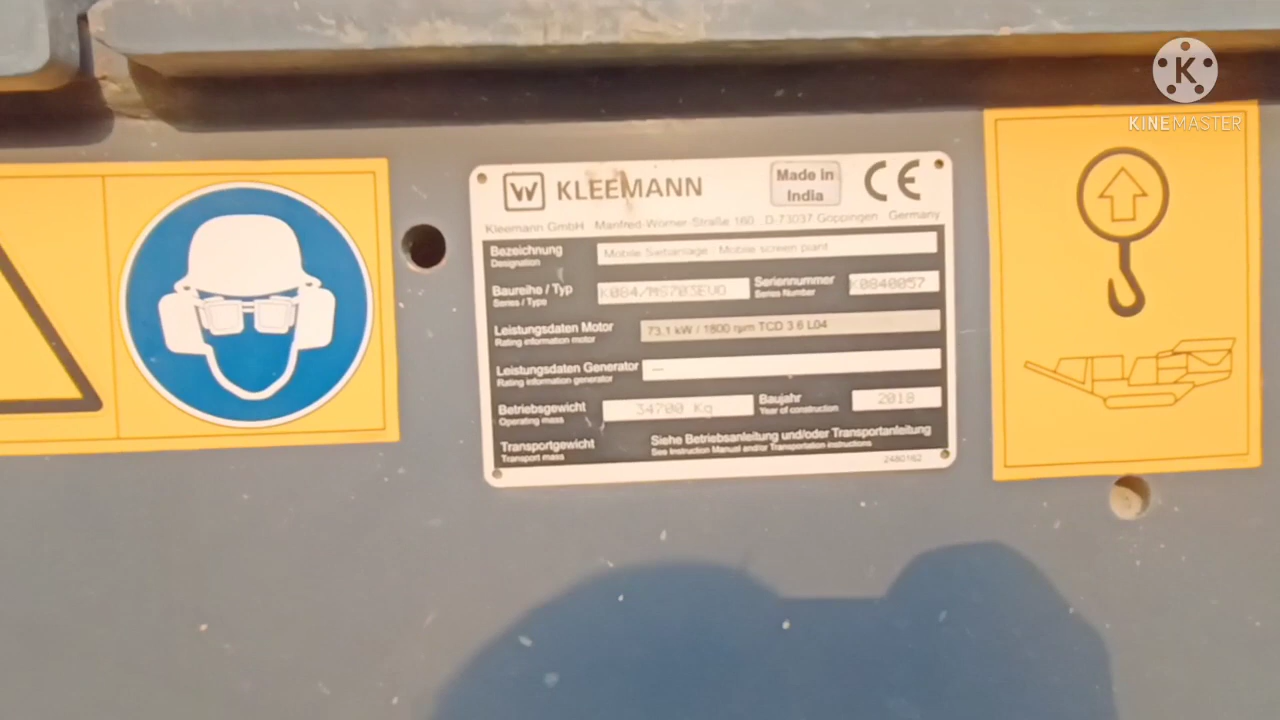 K
KINEMASTER
W KLEEMANN
Made in
India
CE
Kleemann GmbH Manfred-Wörner-Straße 160 D-73037 Göppingen Germany
Bezeichnung
Designation
Mobile Siebanlage Mobile screen plant
Baureihe / Typ
Series / Type
K084/MS703EVO
Seriennummer
Series Number
K0840057
Leistungsdaten Motor
Rating information motor
73.1 kW / 1800 rpm TCD 3.6 L04
Leistungsdaten Generator
Rating information generator
—
Betriebsgewicht
Operating mass
34700 Kg
Baujahr
Year of construction
2018
Transportgewicht
Transport mass
Siehe Betriebsanleitung und/oder Transportanleitung
See Instruction Manual and/or Transportation instructions
2480162